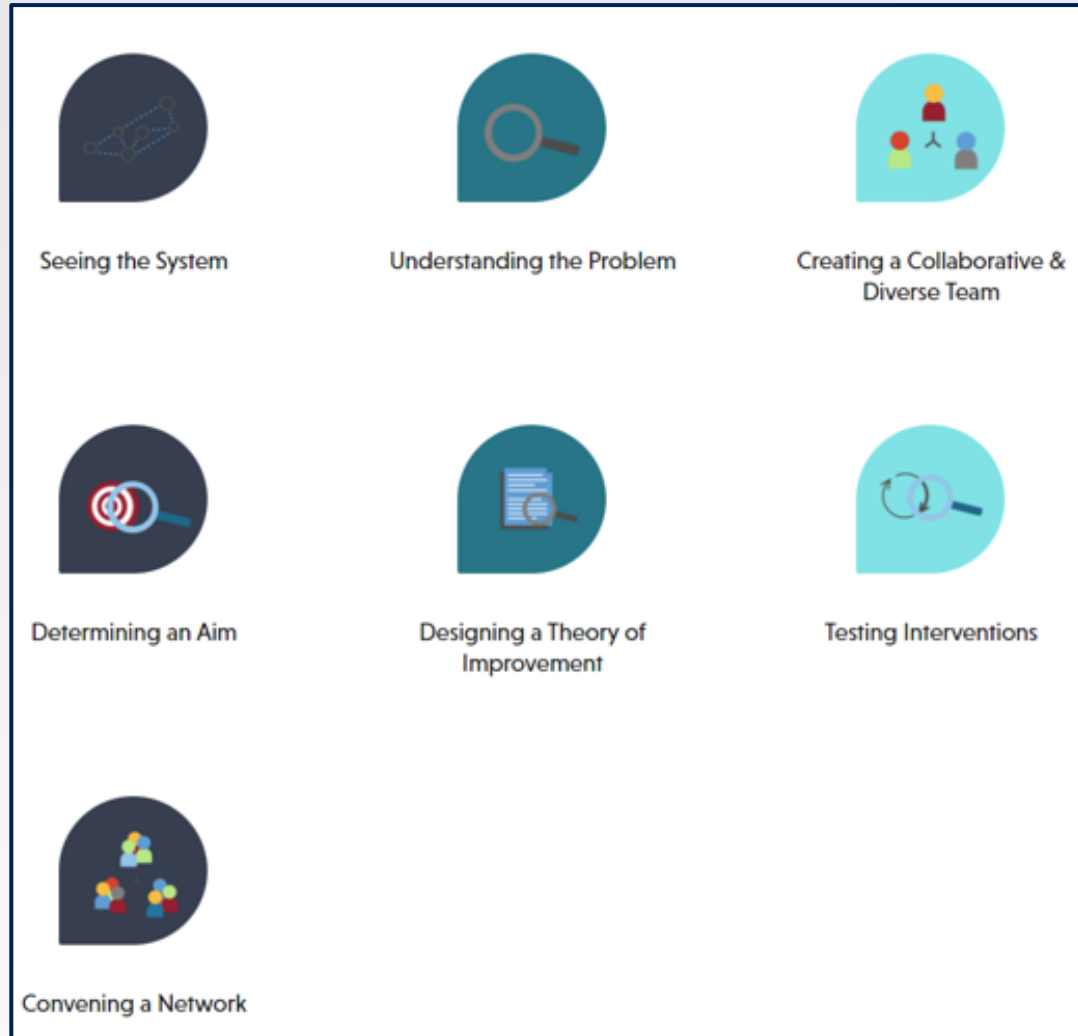 Seeing the System
Understanding the Problem
Creating a Collaborative &
Diverse Team
Determining an Aim
Designing a Theory of
Improvement
Testing Interventions
Convening a Network